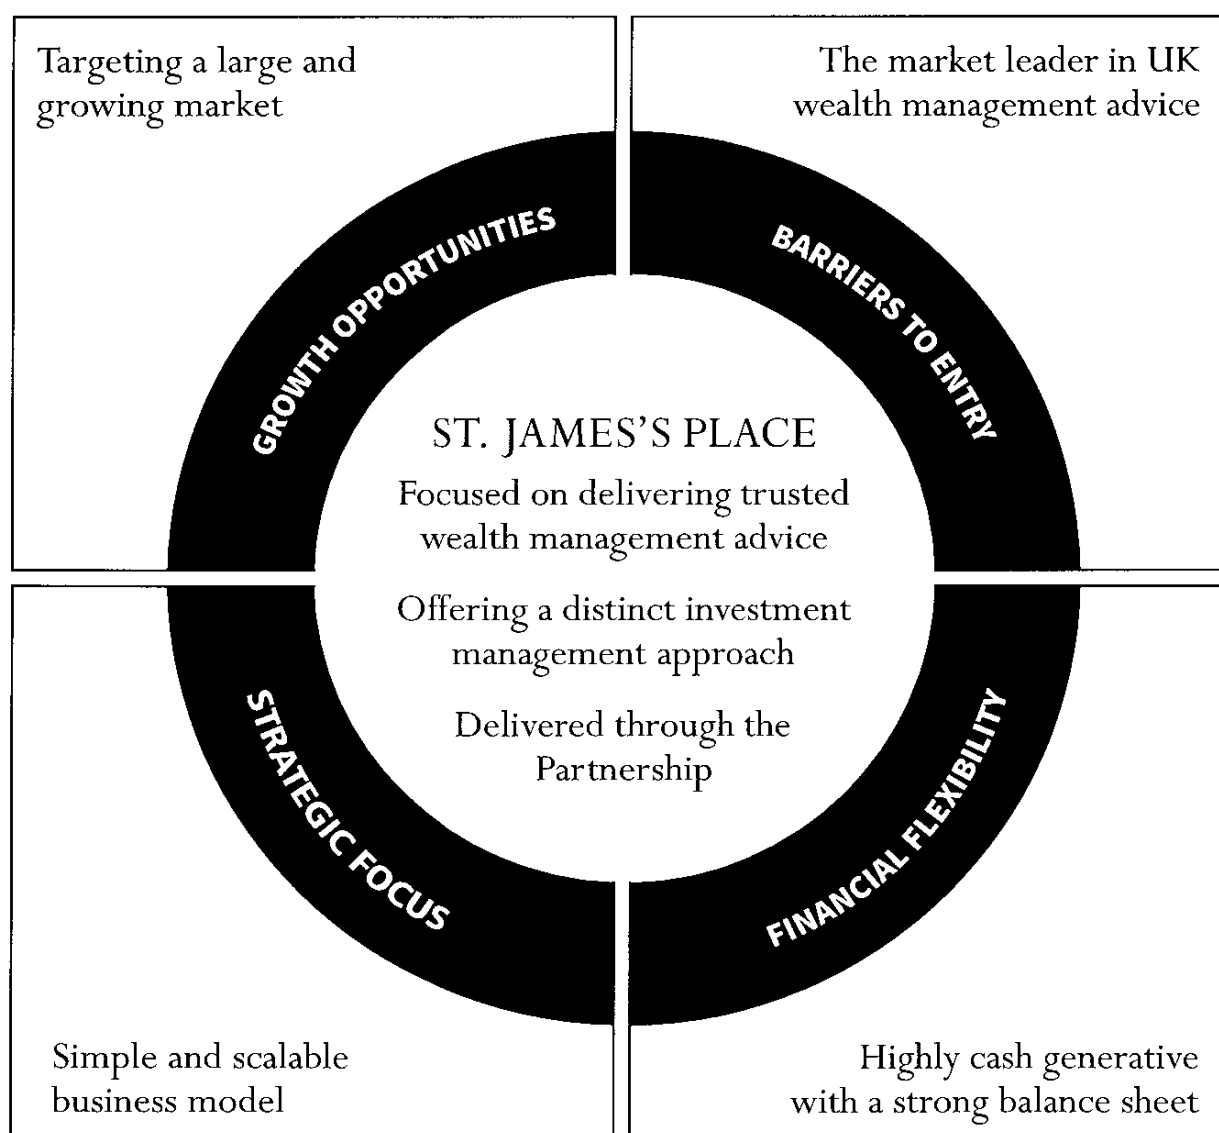 Targeting a large and
growing market
The market leader in UK
wealth management advice
GROWTH OPPORTUNITIES
BARRIERS TO ENTRY
ST. JAMES'S PLACE
Focused on delivering trusted
wealth management advice
Offering a distinct investment
management approach
Delivered through the
Partnership
STRATEGIC FOCUS
FINANCIAL FLEXIBILITY
Simple and scalable
business model
Highly cash generative
with a strong balance sheet